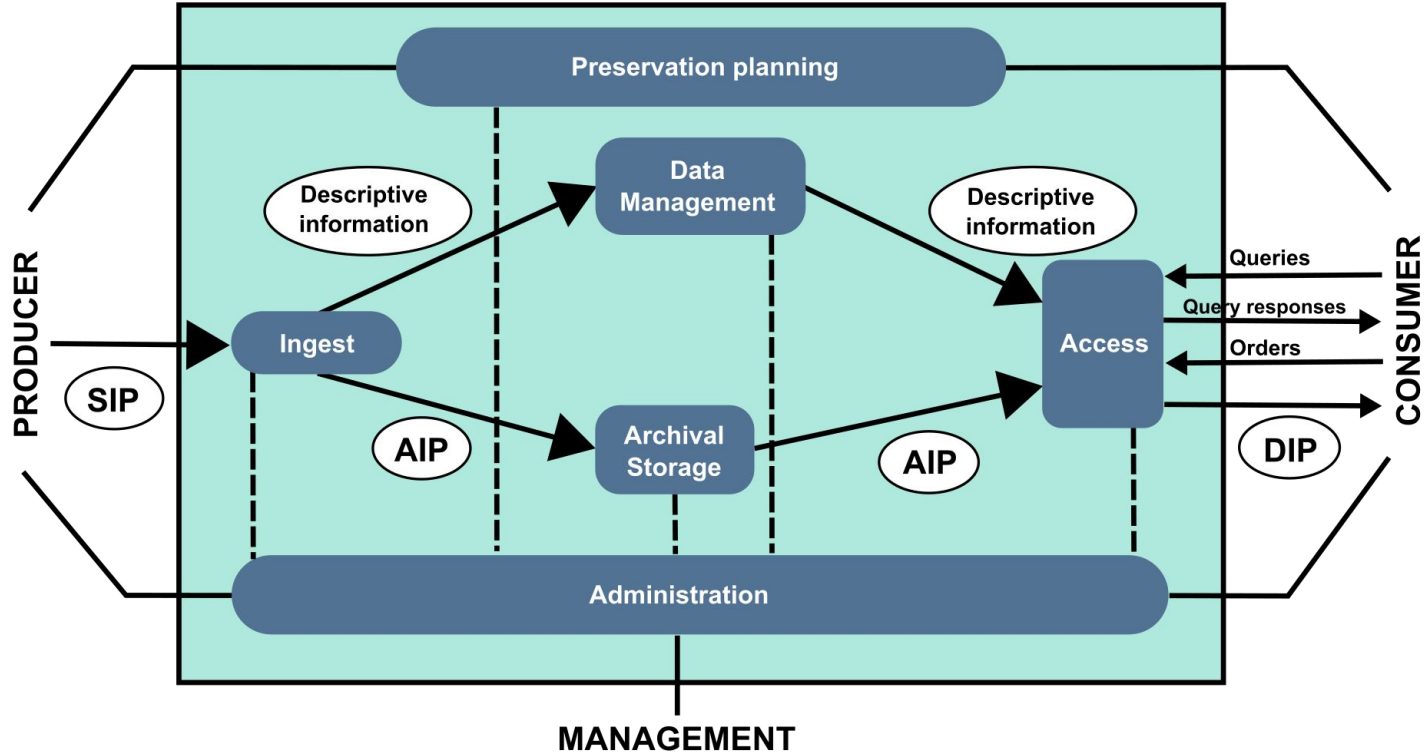 Preservation planning
Data
Management
Descriptive
information
Descriptive
information
PRODUCER
Ingest
SIP
AIP
Archival
Storage
AIP
Access
Queries
Query responses
Orders
DIP
CONSUMER
Administration
MANAGEMENT